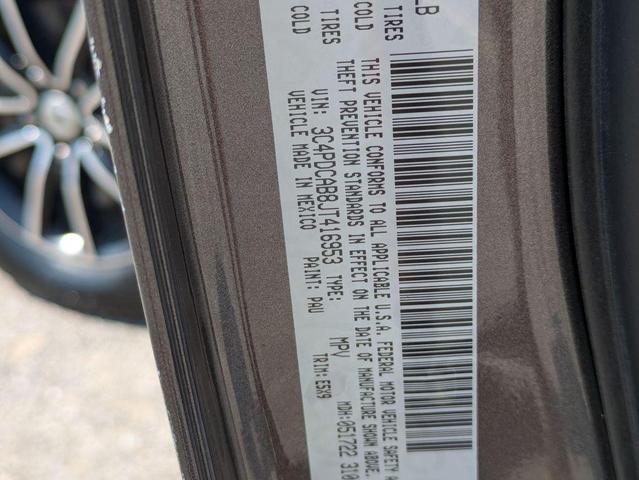 LB
TIRES COLD
TIRES COLD
THIS VEHICLE CONFORMS TO ALL APPLICABLE U.S.A. FEDERAL MOTOR VEHICLE SAFETY A
THEFT PREVENTION STANDARDS IN EFFECT ON THE DATE OF MANUFACTURE SHOWN ABOVE.
VIN: 3C4PDCAB8JT416953 TYPE: MPV MDH:051722 310
VEHICLE MADE IN MEXICO PAINT: PAU TRIM:E5X9